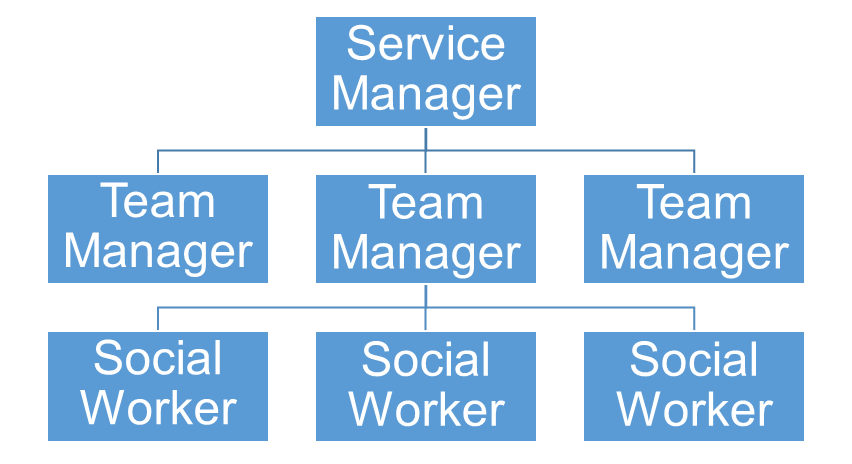 Service
Manager
Team
Manager
Team
Manager
Team
Manager
Social
Worker
Social
Worker
Social
Worker